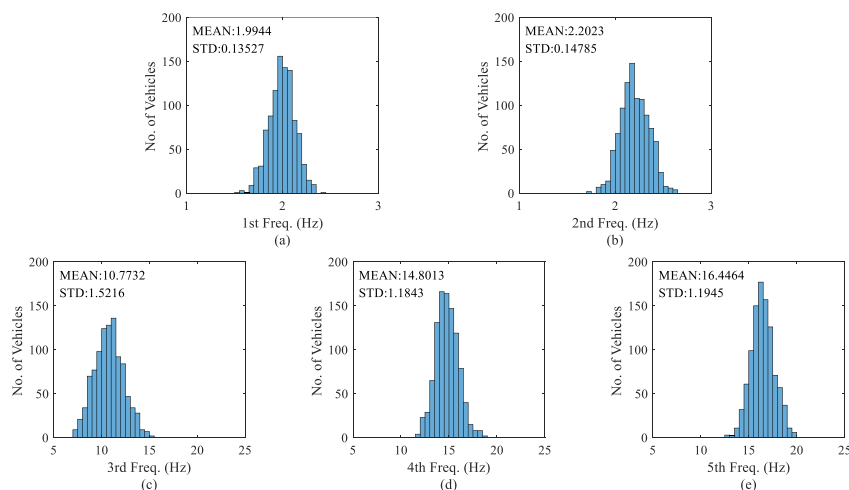 MEAN:1.9944
STD:0.13527
200
150
100
50
0
No. of Vehicles
1 2 3
1st Freq. (Hz)
(a)
MEAN:2.2023
STD:0.14785
200
150
100
50
0
No. of Vehicles
1 2 3
2nd Freq. (Hz)
(b)
MEAN:10.7732
STD:1.5216
200
150
100
50
0
No. of Vehicles
5 10 15 20 25
3rd Freq. (Hz)
(c)
MEAN:14.8013
STD:1.1843
200
150
100
50
0
No. of Vehicles
5 10 15 20 25
4th Freq. (Hz)
(d)
MEAN:16.4464
STD:1.1945
200
150
100
50
0
No. of Vehicles
5 10 15 20 25
5th Freq. (Hz)
(e)